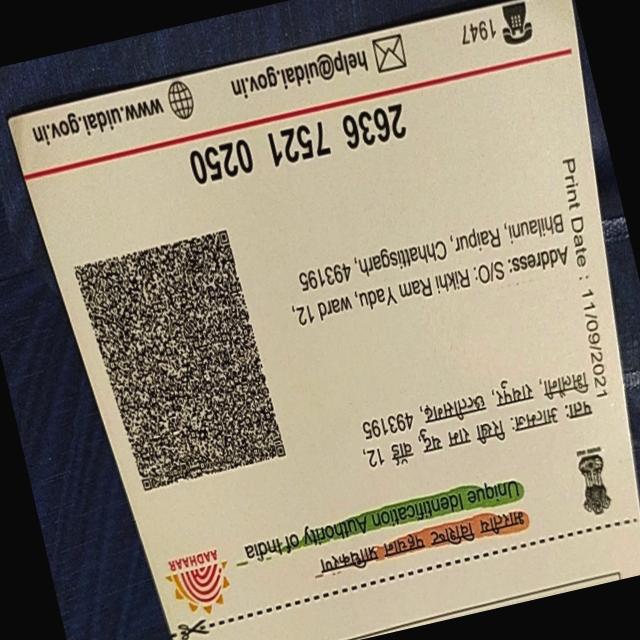 AADHAAR
भारतीय विशिष्ट पहचान प्राधिकरण
Unique Identification Authority of India
पता: आत्मज: रिखी राम यदु, वार्ड 12,
भिलौनी, रायपुर, छत्तीसगढ़, 493195
Address: S/O: Rikhi Ram Yadu, ward 12,
Bhilauni, Raipur, Chhattisgarh, 493195
Print Date : 11/09/2021
2636 7521 0250
1947
help@uidai.gov.in
www.uidai.gov.in